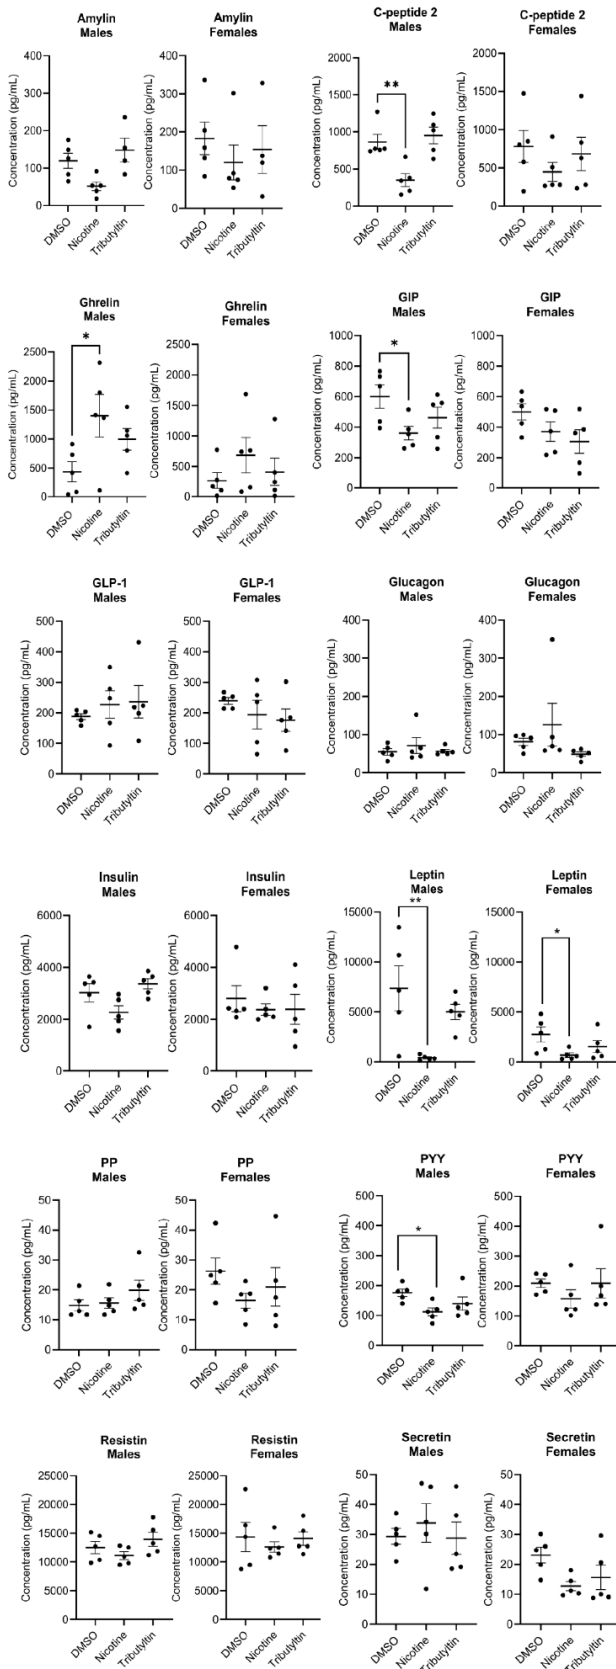 Amylin
Males
Concentration (pg/mL)
400
300
200
100
0
DMSO
Nicotine
Tributyltin
Amylin
Females
Concentration (pg/mL)
400
300
200
100
0
DMSO
Nicotine
Tributyltin
C-peptide 2
Males
Concentration (pg/mL)
2000
1500
1000
500
0
**
DMSO
Nicotine
Tributyltin
C-peptide 2
Females
Concentration (pg/mL)
2000
1500
1000
500
0
DMSO
Nicotine
Tributyltin
Ghrelin
Males
Concentration (pg/mL)
2500
2000
1500
1000
500
0
*
DMSO
Nicotine
Tributyltin
Ghrelin
Females
Concentration (pg/mL)
2500
2000
1500
1000
500
0
DMSO
Nicotine
Tributyltin
GIP
Males
Concentration (pg/mL)
1000
800
600
400
200
0
*
DMSO
Nicotine
Tributyltin
GIP
Females
Concentration (pg/mL)
1000
800
600
400
200
0
DMSO
Nicotine
Tributyltin
GLP-1
Males
Concentration (pg/mL)
500
400
300
200
100
0
DMSO
Nicotine
Tributyltin
GLP-1
Females
Concentration (pg/mL)
500
400
300
200
100
0
DMSO
Nicotine
Tributyltin
Glucagon
Males
Concentration (pg/mL)
400
300
200
100
0
DMSO
Nicotine
Tributyltin
Glucagon
Females
Concentration (pg/mL)
400
300
200
100
0
DMSO
Nicotine
Tributyltin
Insulin
Males
Concentration (pg/mL)
6000
4000
2000
0
DMSO
Nicotine
Tributyltin
Insulin
Females
Concentration (pg/mL)
6000
4000
2000
0
DMSO
Nicotine
Tributyltin
Leptin
Males
Concentration (pg/mL)
15000
10000
5000
0
**
DMSO
Nicotine
Tributyltin
Leptin
Females
Concentration (pg/mL)
15000
10000
5000
0
*
DMSO
Nicotine
Tributyltin
PP
Males
Concentration (pg/mL)
50
40
30
20
10
0
DMSO
Nicotine
Tributyltin
PP
Females
Concentration (pg/mL)
50
40
30
20
10
0
DMSO
Nicotine
Tributyltin
PYY
Males
Concentration (pg/mL)
500
400
300
200
100
0
*
DMSO
Nicotine
Tributyltin
PYY
Females
Concentration (pg/mL)
500
400
300
200
100
0
DMSO
Nicotine
Tributyltin
Resistin
Males
Concentration (pg/mL)
25000
20000
15000
10000
5000
0
DMSO
Nicotine
Tributyltin
Resistin
Females
Concentration (pg/mL)
25000
20000
15000
10000
5000
0
DMSO
Nicotine
Tributyltin
Secretin
Males
Concentration (pg/mL)
50
40
30
20
10
0
DMSO
Nicotine
Tributyltin
Secretin
Females
Concentration (pg/mL)
50
40
30
20
10
0
DMSO
Nicotine
Tributyltin